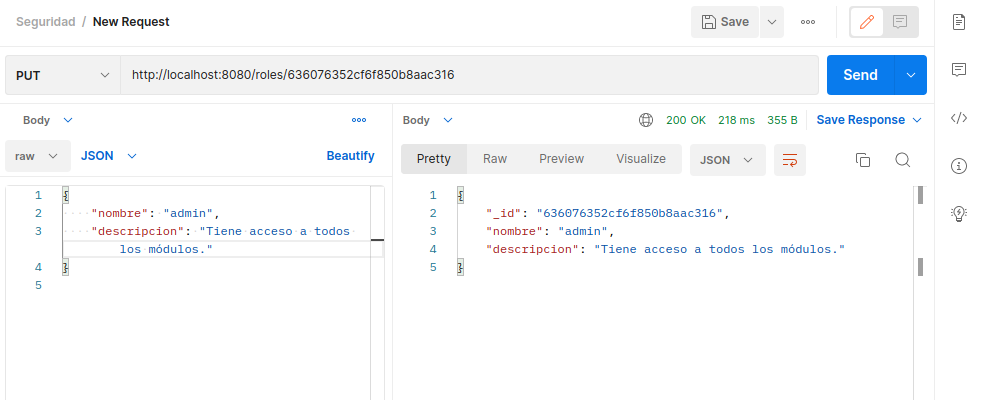 Seguridad / New Request
Save
PUT
http://localhost:8080/roles/636076352cf6f850b8aac316
Send
Body
raw
JSON
Beautify
1 {
2 "nombre": "admin",
3 "descripcion": "Tiene acceso a todos
los módulos."
4 }
5
Body
200 OK 218 ms 355 B
Save Response
Pretty Raw Preview Visualize
JSON
1 {
2 "_id": "636076352cf6f850b8aac316",
3 "nombre": "admin",
4 "descripcion": "Tiene acceso a todos los módulos."
5 }